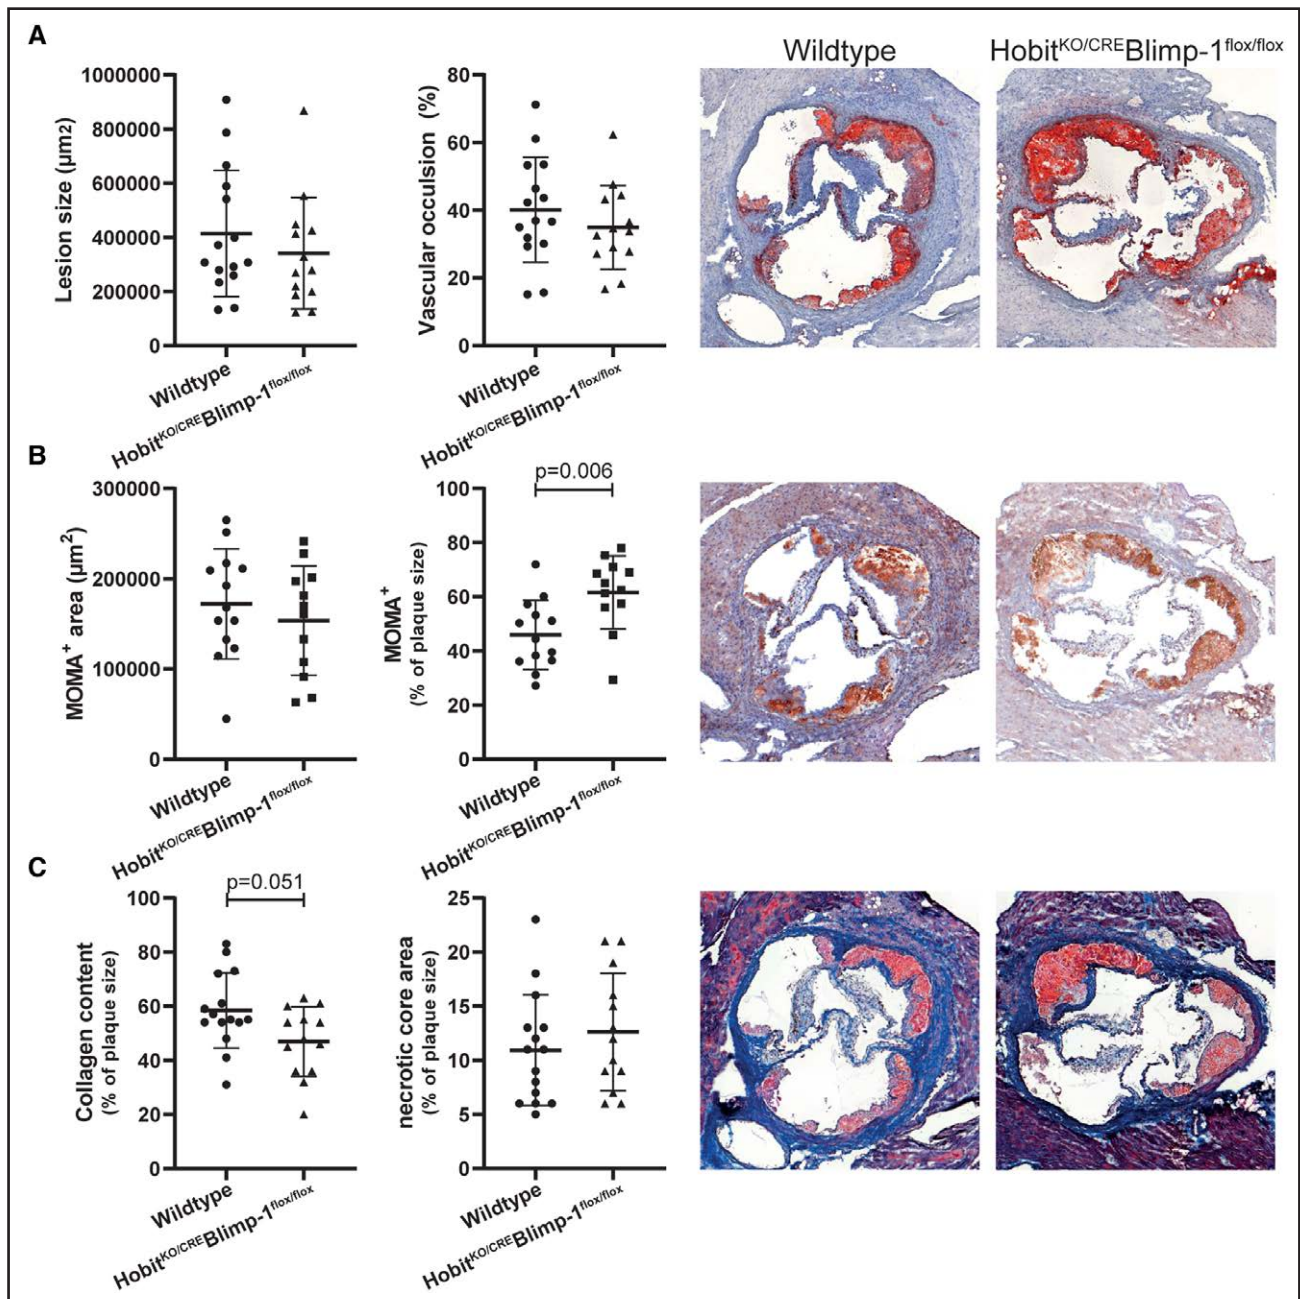 A
Wildtype
Hobit^KO/CRE Blimp-1^flox/flox
Lesion size (µm2)
1000000
800000
600000
400000
200000
0
Wildtype
Hobit^KO/CRE Blimp-1^flox/flox
Vascular occulsion (%)
80
60
40
20
0
Wildtype
Hobit^KO/CRE Blimp-1^flox/flox
B
MOMA⁺ area (µm²)
300000
200000
100000
0
Wildtype
Hobit^KO/CRE Blimp-1^flox/flox
p=0.006
MOMA⁺
(% of plaque size)
100
80
60
40
20
0
Wildtype
Hobit^KO/CRE Blimp-1^flox/flox
C
p=0.051
Collagen content
(% of plaque size)
100
80
60
40
20
0
Wildtype
Hobit^KO/CRE Blimp-1^flox/flox
necrotic core area
(% of plaque size)
25
20
15
10
5
0
Wildtype
Hobit^KO/CRE Blimp-1^flox/flox